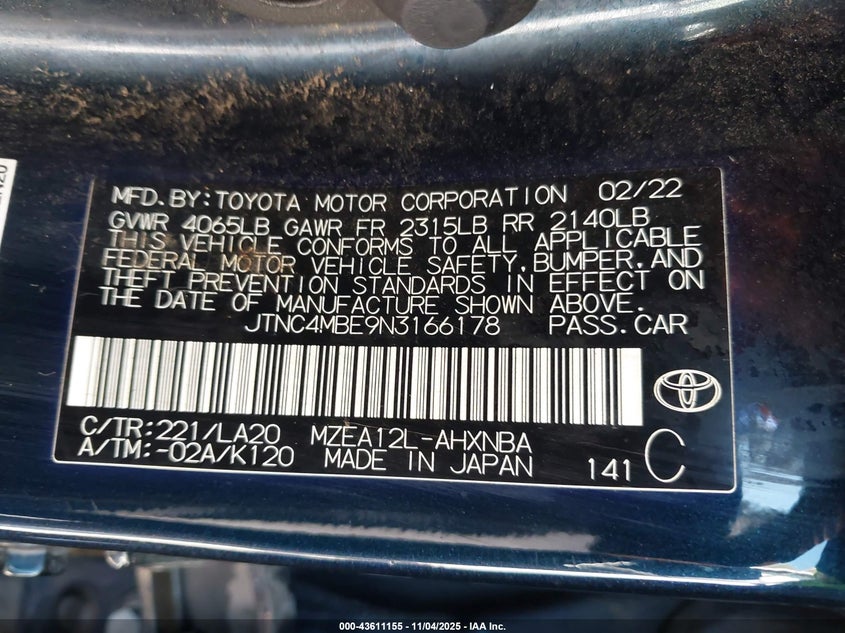 MFD.BY:TOYOTA MOTOR CORPORATION 02/22
GVWR 4065LB GAWR FR 2315LB RR 2140LB
THIS VEHICLE CONFORMS TO ALL APPLICABLE
FEDERAL MOTOR VEHICLE SAFETY,BUMPER,AND
THEFT PREVENTION STANDARDS IN EFFECT ON
THE DATE OF MANUFACTURE SHOWN ABOVE.
JTNC4MBE9N3166178 PASS.CAR
C/TR:221/LA20 MZEA12L-AHXNBA
A/TM:-02A/K120 MADE IN JAPAN 141 C
000-43611155 - 11/04/2025 - IAA Inc.